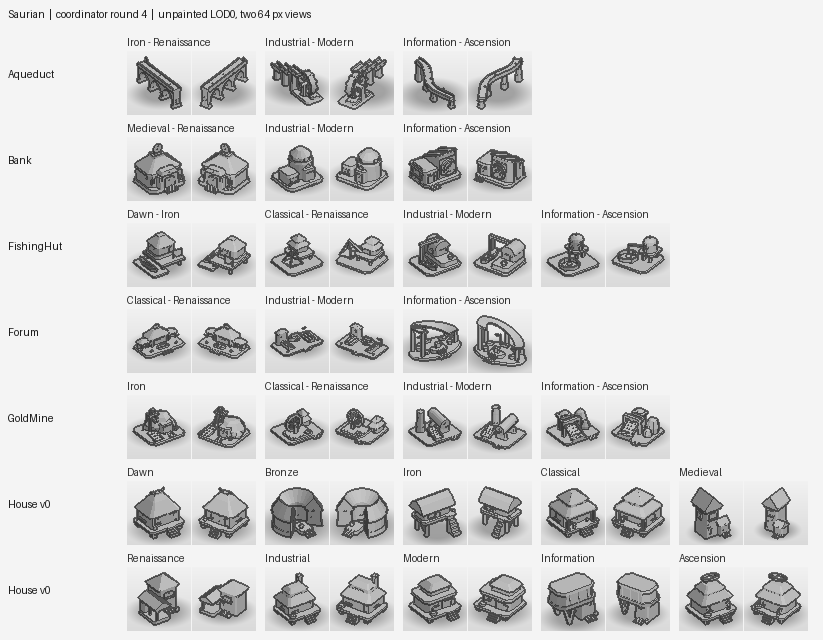 Saurian | coordinator round 4 | unpainted LOD0, two 64 px views
Iron - Renaissance Industrial - Modern Information - Ascension
Aqueduct
Medieval - Renaissance Industrial - Modern Information - Ascension
Bank
Dawn - Iron Classical - Renaissance Industrial - Modern Information - Ascension
FishingHut
Classical - Renaissance Industrial - Modern Information - Ascension
Forum
Iron Classical - Renaissance Industrial - Modern Information - Ascension
GoldMine
Dawn Bronze Iron Classical Medieval
House v0
Renaissance Industrial Modern Information Ascension
House v0